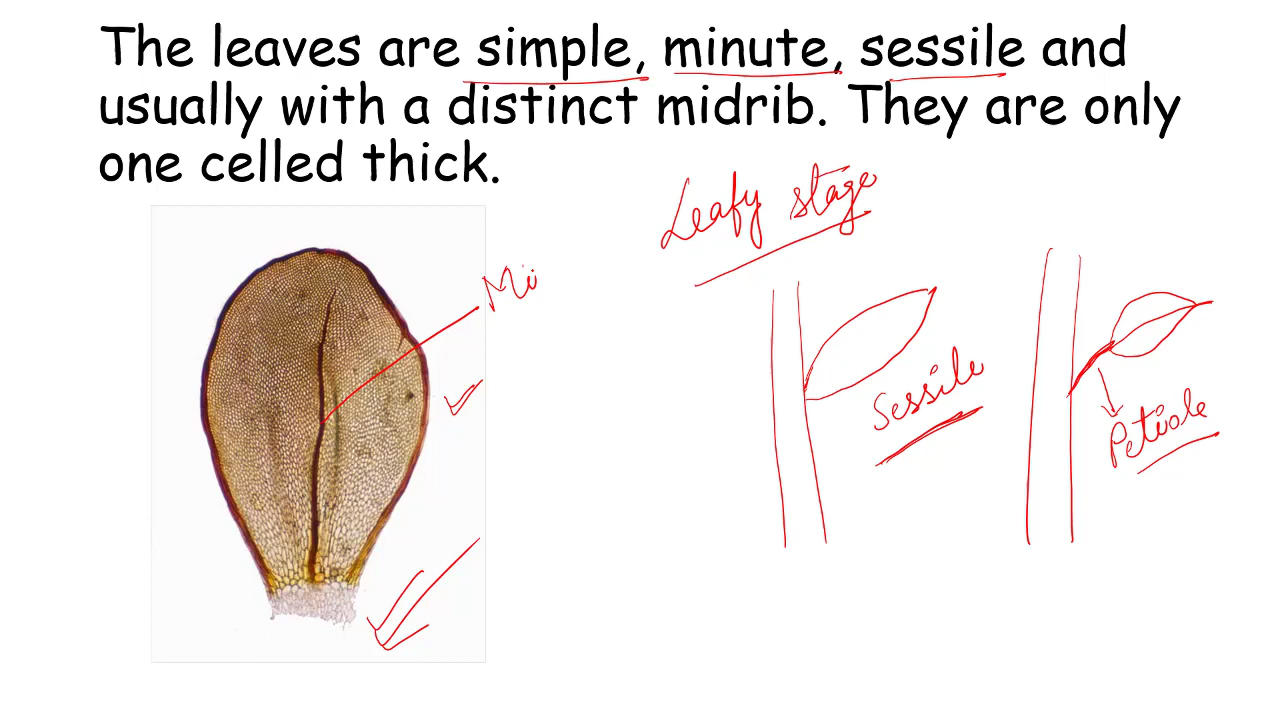 The leaves are simple, minute, sessile and
usually with a distinct midrib. They are only
one celled thick.
Leafy stage
Mi
Sessile
Petiole